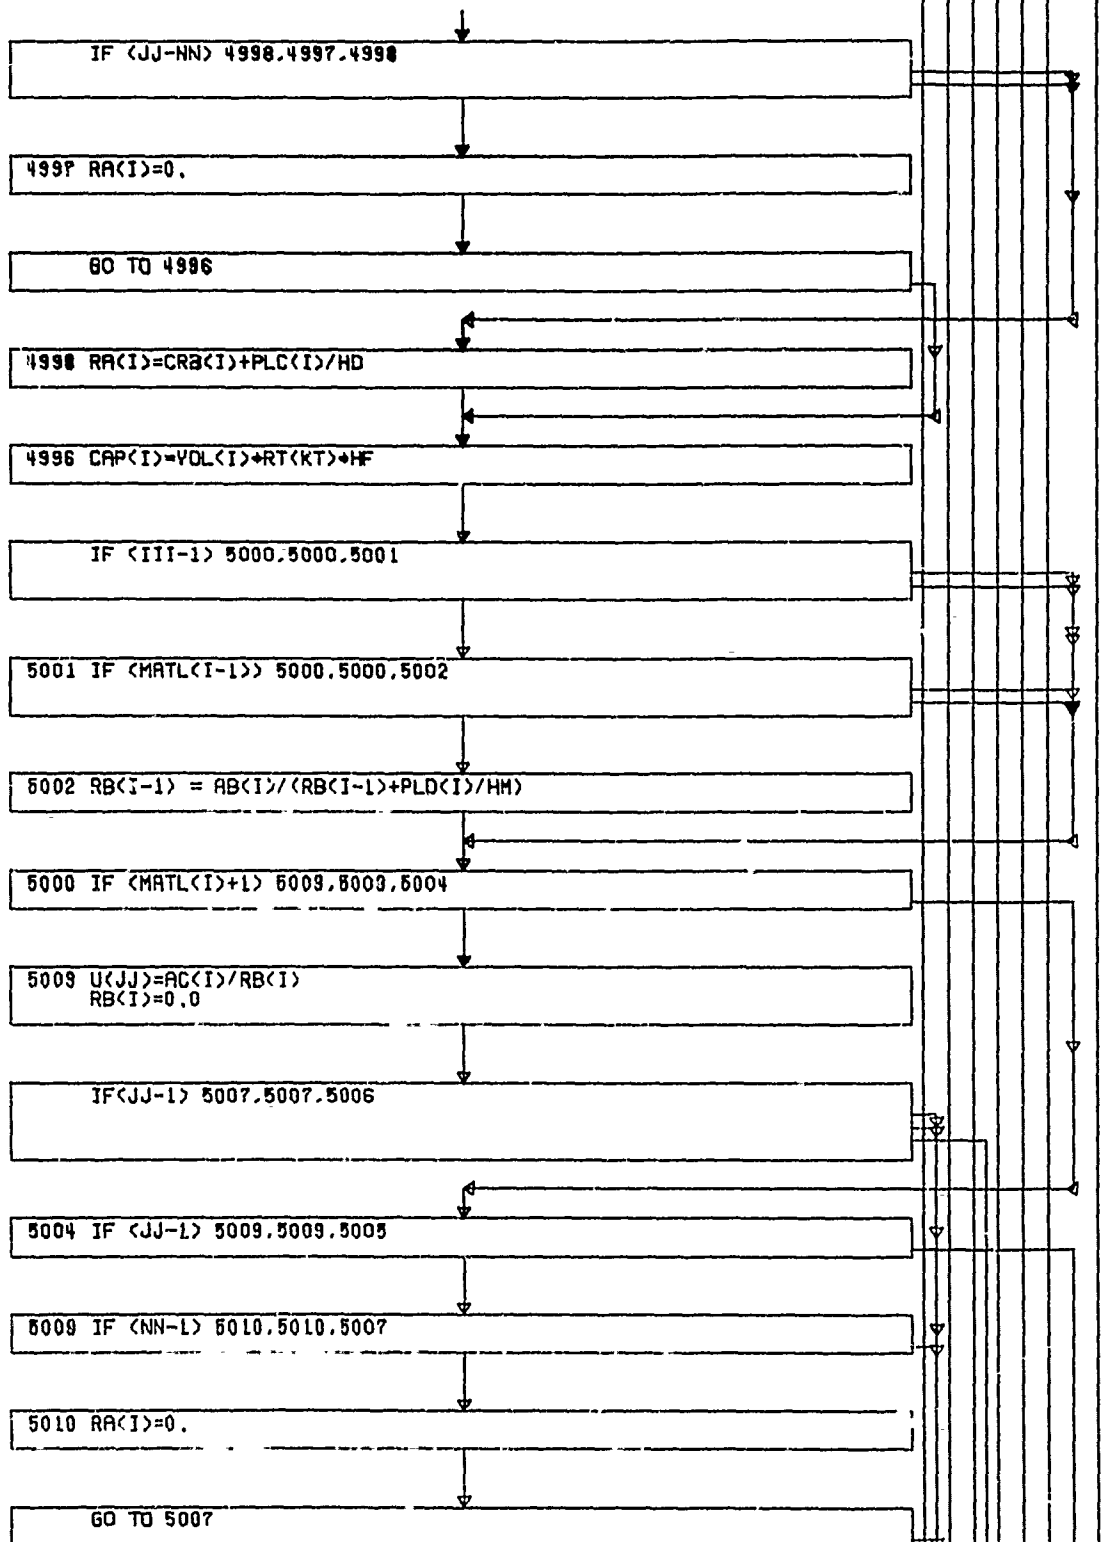 IF (JJ-NN) 4998,4997,4998
4997 RA(I)=0.
GO TO 4996
4998 RA(I)=CRB(I)+PLC(I)/HD
4996 CAP(I)=VOL(I)*RT(KT)*HF
IF (III-1) 5000,5000,5001
5001 IF (MATL(I-1)) 5000,5000,5002
5002 RB(I-1) = AB(I)/(RB(I-1)+PLD(I)/HM)
5000 IF (MATL(I)+1) 5003,5003,5004
5003 U(JJ)=AC(I)/RB(I)
RB(I)=0.0
IF(JJ-1) 5007,5007,5006
5004 IF (JJ-1) 5009,5009,5005
5009 IF (NN-1) 5010,5010,5007
5010 RA(I)=0.
GO TO 5007